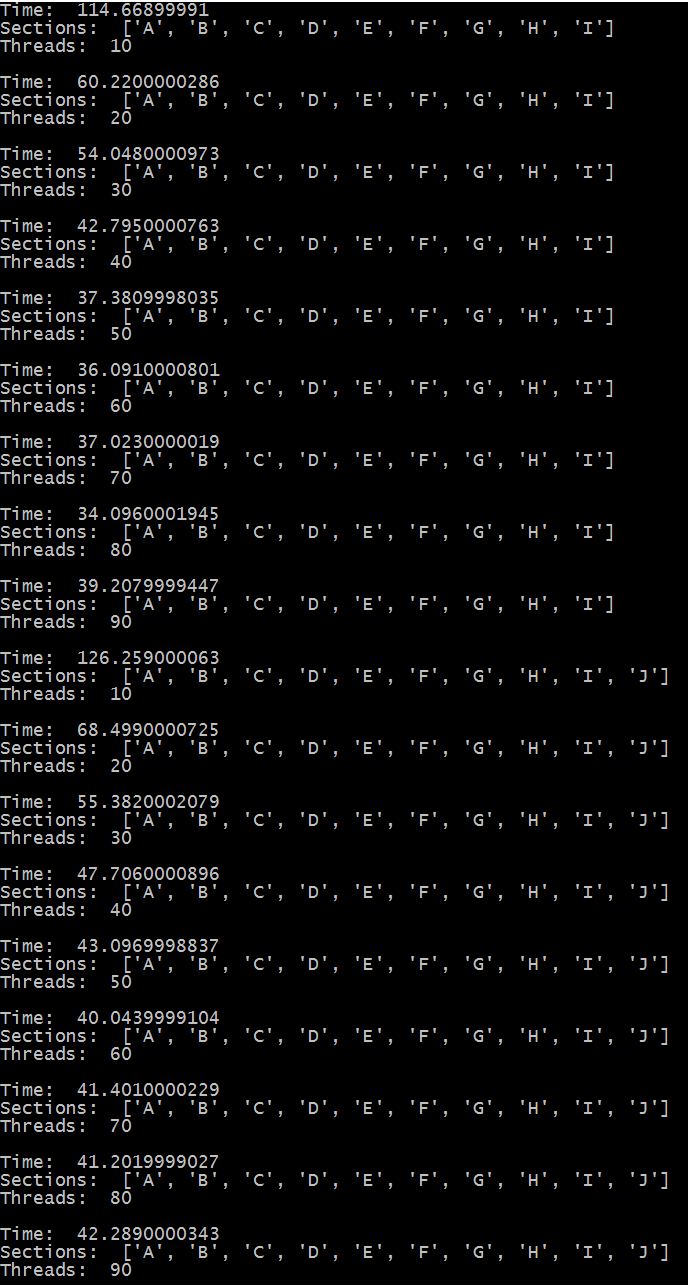 Time:  114.66899991
Sections:  ['A', 'B', 'C', 'D', 'E', 'F', 'G', 'H', 'I']
Threads:  10
Time:  60.2200000286
Sections:  ['A', 'B', 'C', 'D', 'E', 'F', 'G', 'H', 'I']
Threads:  20
Time:  54.0480000973
Sections:  ['A', 'B', 'C', 'D', 'E', 'F', 'G', 'H', 'I']
Threads:  30
Time:  42.7950000763
Sections:  ['A', 'B', 'C', 'D', 'E', 'F', 'G', 'H', 'I']
Threads:  40
Time:  37.3809998035
Sections:  ['A', 'B', 'C', 'D', 'E', 'F', 'G', 'H', 'I']
Threads:  50
Time:  36.0910000801
Sections:  ['A', 'B', 'C', 'D', 'E', 'F', 'G', 'H', 'I']
Threads:  60
Time:  37.0230000019
Sections:  ['A', 'B', 'C', 'D', 'E', 'F', 'G', 'H', 'I']
Threads:  70
Time:  34.0960001945
Sections:  ['A', 'B', 'C', 'D', 'E', 'F', 'G', 'H', 'I']
Threads:  80
Time:  39.2079999447
Sections:  ['A', 'B', 'C', 'D', 'E', 'F', 'G', 'H', 'I']
Threads:  90
Time:  126.259000063
Sections:  ['A', 'B', 'C', 'D', 'E', 'F', 'G', 'H', 'I', 'J']
Threads:  10
Time:  68.4990000725
Sections:  ['A', 'B', 'C', 'D', 'E', 'F', 'G', 'H', 'I', 'J']
Threads:  20
Time:  55.3820002079
Sections:  ['A', 'B', 'C', 'D', 'E', 'F', 'G', 'H', 'I', 'J']
Threads:  30
Time:  47.7060000896
Sections:  ['A', 'B', 'C', 'D', 'E', 'F', 'G', 'H', 'I', 'J']
Threads:  40
Time:  43.0969998837
Sections:  ['A', 'B', 'C', 'D', 'E', 'F', 'G', 'H', 'I', 'J']
Threads:  50
Time:  40.0439999104
Sections:  ['A', 'B', 'C', 'D', 'E', 'F', 'G', 'H', 'I', 'J']
Threads:  60
Time:  41.4010000229
Sections:  ['A', 'B', 'C', 'D', 'E', 'F', 'G', 'H', 'I', 'J']
Threads:  70
Time:  41.2019999027
Sections:  ['A', 'B', 'C', 'D', 'E', 'F', 'G', 'H', 'I', 'J']
Threads:  80
Time:  42.2890000343
Sections:  ['A', 'B', 'C', 'D', 'E', 'F', 'G', 'H', 'I', 'J']
Threads:  90